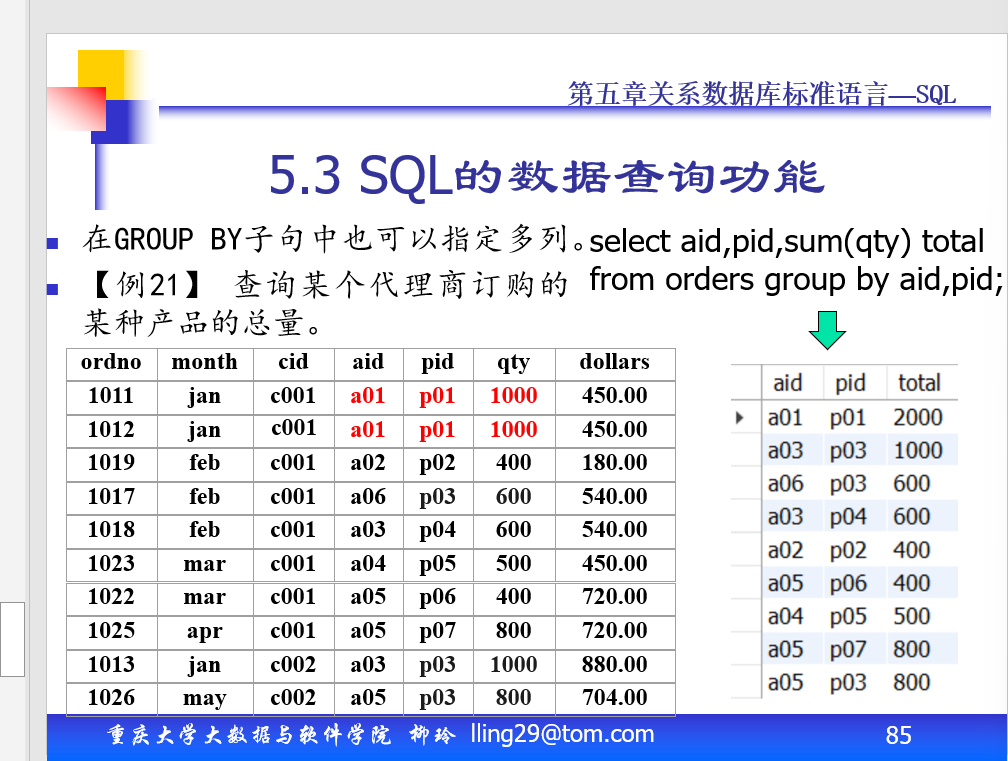 第五章关系数据库标准语言—SQL
5.3 SQL的数据查询功能
在GROUP BY子句中也可以指定多列。
【例21】 查询某个代理商订购的
某种产品的总量。
select aid,pid,sum(qty) total
from orders group by aid,pid;
ordno month cid aid pid qty dollars
1011 jan c001 a01 p01 1000 450.00
1012 jan c001 a01 p01 1000 450.00
1019 feb c001 a02 p02 400 180.00
1017 feb c001 a06 p03 600 540.00
1018 feb c001 a03 p04 600 540.00
1023 mar c001 a04 p05 500 450.00
1022 mar c001 a05 p06 400 720.00
1025 apr c001 a05 p07 800 720.00
1013 jan c002 a03 p03 1000 880.00
1026 may c002 a05 p03 800 704.00
aid pid total
a01 p01 2000
a03 p03 1000
a06 p03 600
a03 p04 600
a02 p02 400
a05 p06 400
a04 p05 500
a05 p07 800
a05 p03 800
重庆大学大数据与软件学院 柳玲 lling29@tom.com
85